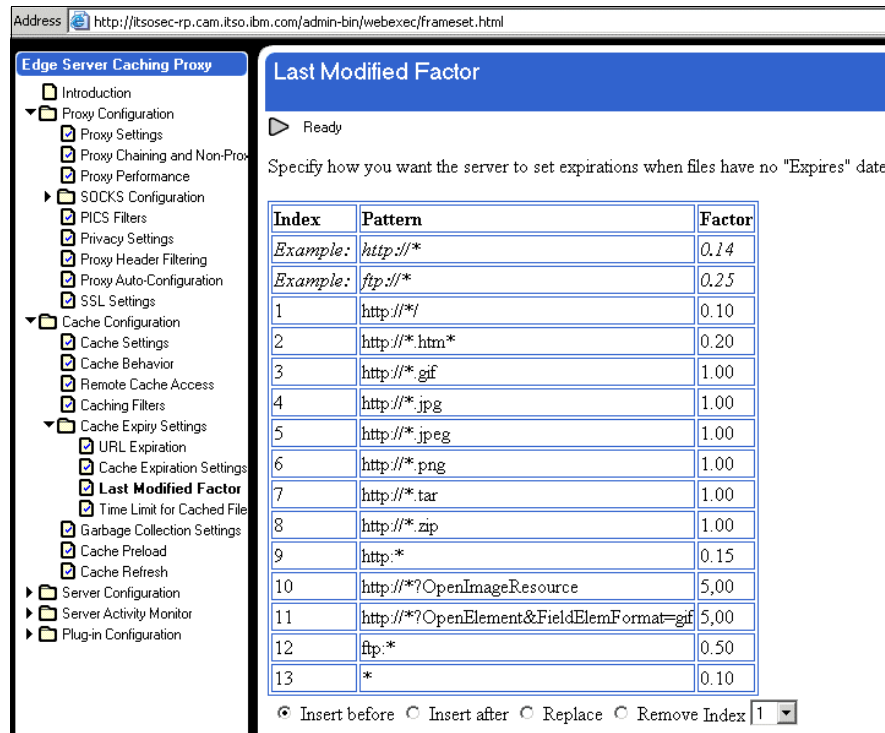 Address http://itsosec-rp.cam.itso.ibm.com/admin-bin/webexec/frameset.html
Edge Server Caching Proxy
Introduction
Proxy Configuration
Proxy Settings
Proxy Chaining and Non-Prox
Proxy Performance
SOCKS Configuration
PICS Filters
Privacy Settings
Proxy Header Filtering
Proxy Auto-Configuration
SSL Settings
Cache Configuration
Cache Settings
Cache Behavior
Remote Cache Access
Caching Filters
Cache Expiry Settings
URL Expiration
Cache Expiration Settings
Last Modified Factor
Time Limit for Cached File
Garbage Collection Settings
Cache Preload
Cache Refresh
Server Configuration
Server Activity Monitor
Plug-in Configuration
Last Modified Factor
Ready
Specify how you want the server to set expirations when files have no "Expires" date
Index Pattern Factor
Example: http://* 0.14
Example: ftp://* 0.25
1 http://*/ 0.10
2 http://*.htm* 0.20
3 http://*.gif 1.00
4 http://*.jpg 1.00
5 http://*.jpeg 1.00
6 http://*.png 1.00
7 http://*.tar 1.00
8 http://*.zip 1.00
9 http:* 0.15
10 http://*?OpenImageResource 5,00
11 http://*?OpenElement&FieldElemFormat=gif 5,00
12 ftp:* 0.50
13 * 0.10
Insert before Insert after Replace Remove Index 1